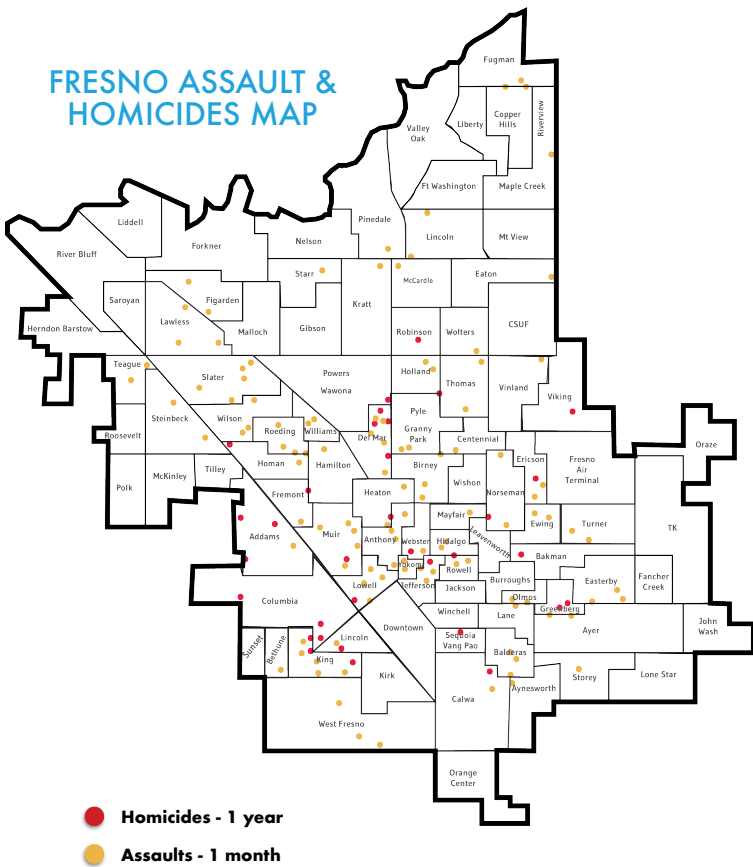 FRESNO ASSAULT &
HOMICIDES MAP
Fugman
Valley
Oak
Liberty
Copper
Hills
Riverview
Ft Washington
Maple Creek
Liddell
Forkner
Nelson
Pinedale
Lincoln
Mt View
River Bluff
Starr
Kratt
McCardle
Eaton
Saroyan
Figarden
Lawless
Malloch
Gibson
Herndon Barstow
Robinson
Wolters
CSUF
Teague
Slater
Powers
Wawona
Holland
Thomas
Vinland
Viking
Steinbeck
Wilson
Roeding
Williams
Del Mar
Pyle
Granny
Park
Centennial
Roosevelt
Oraze
Polk
McKinley
Tilley
Homan
Hamilton
Birney
Wishon
Norseman
Ericson
Fresno
Air
Terminal
Fremont
Heaton
Addams
Muir
Anthony
Webster
Mayfair
Hidalgo
Leavenworth
Ewing
Turner
TK
Bakman
Yokomi
Lowell
Jefferson
Rowell
Jackson
Burroughs
Olmos
Easterby
Fancher
Creek
Columbia
Winchell
Lane
Greenberg
Ayer
John
Wash
Sunset
Bethune
King
Lincoln
Downtown
Sequoia
Vang Pao
Balderas
Kirk
Calwa
Aynesworth
Storey
Lone Star
West Fresno
Orange
Center
Homicides - 1 year
Assaults - 1 month